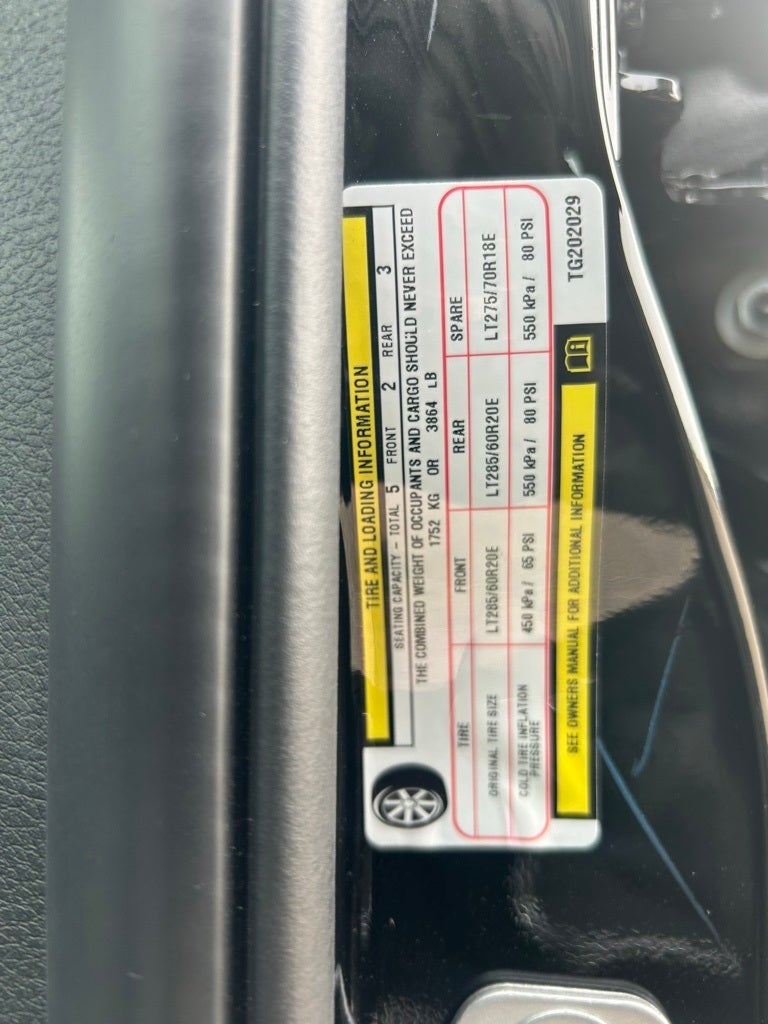 TIRE AND LOADING INFORMATION
SEATING CAPACITY - TOTAL 5 FRONT 2 REAR 3
THE COMBINED WEIGHT OF OCCUPANTS AND CARGO SHOULD NEVER EXCEED
1752 KG OR 3864 LB
TIRE FRONT REAR SPARE
ORIGINAL TIRE SIZE LT285/60R20E LT285/60R20E LT275/70R18E
COLD TIRE INFLATION PRESSURE 450 kPa / 65 PSI 550 kPa / 80 PSI 550 kPa / 80 PSI
SEE OWNERS MANUAL FOR ADDITIONAL INFORMATION
TG202029